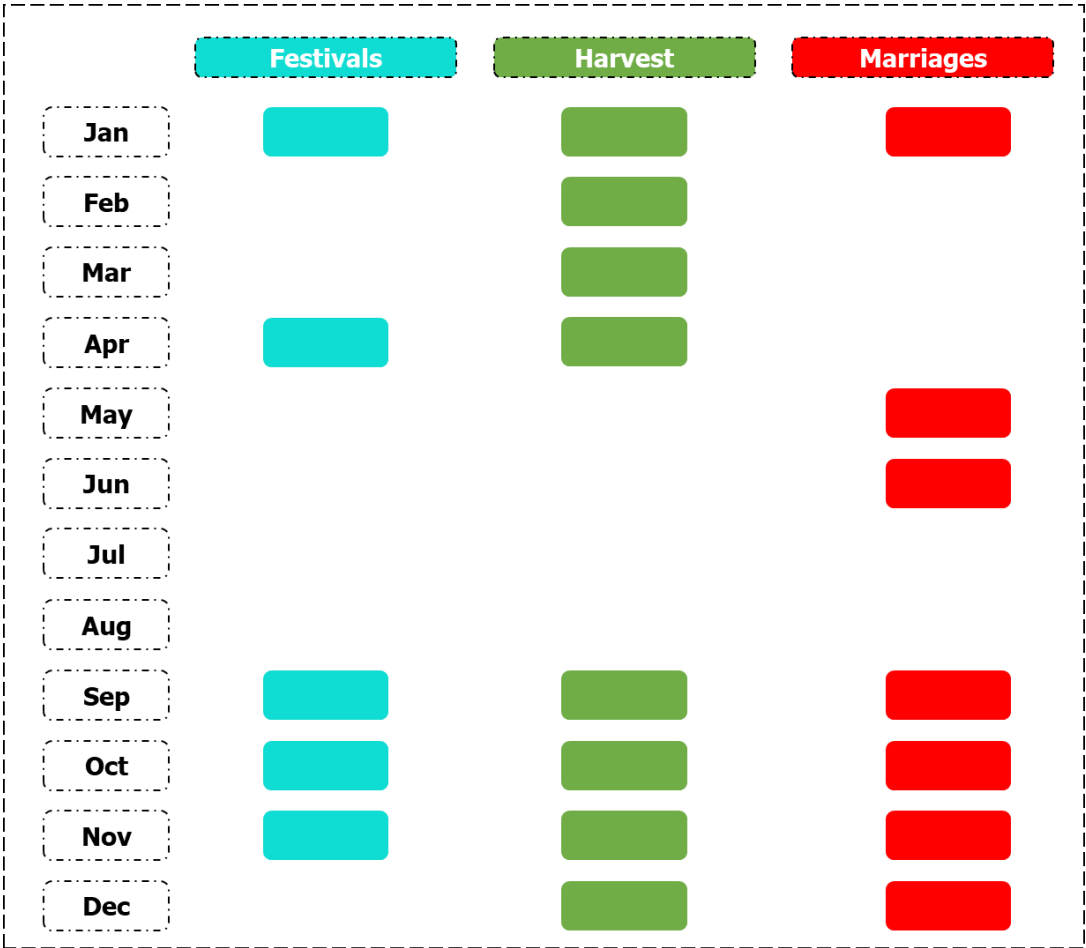 Festivals Harvest Marriages
Jan
Feb
Mar
Apr
May
Jun
Jul
Aug
Sep
Oct
Nov
Dec